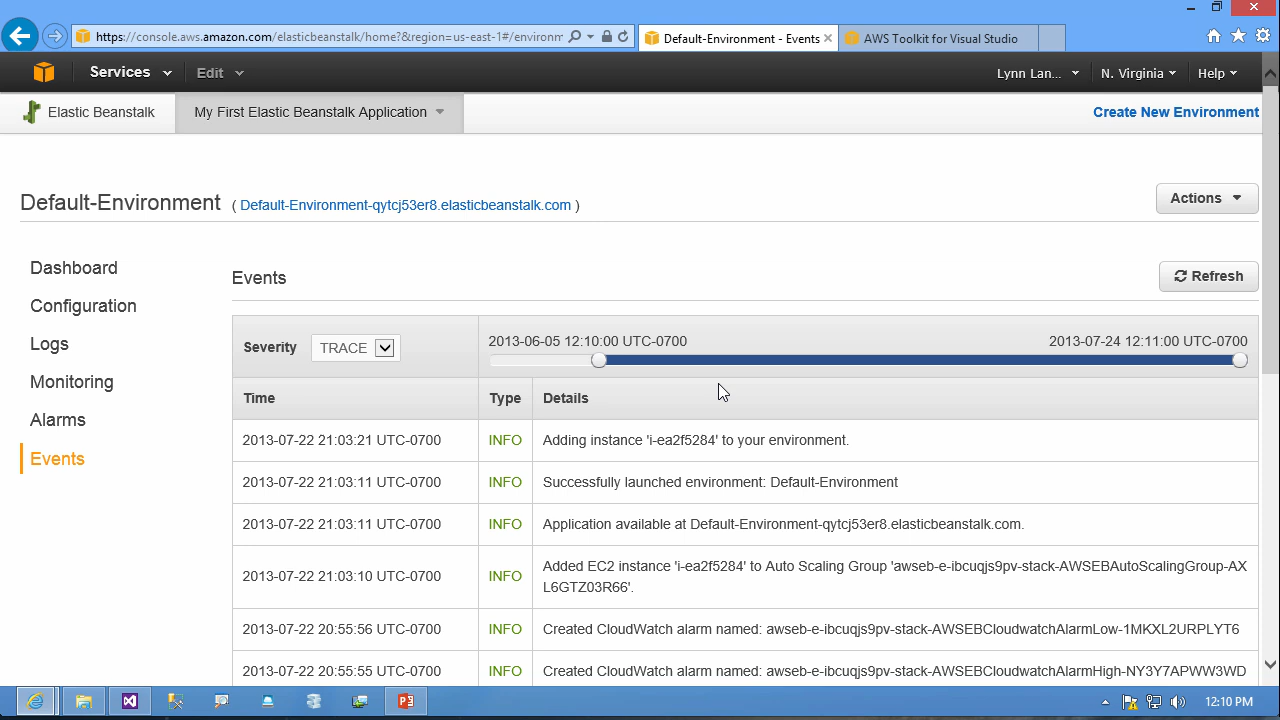 https://console.aws.amazon.com/elasticbeanstalk/home?&region=us-east-1#/environm
Default-Environment - Events
AWS Toolkit for Visual Studio
Services
Edit
Lynn Lan...
N. Virginia
Help
Elastic Beanstalk
My First Elastic Beanstalk Application
Create New Environment
Default-Environment ( Default-Environment-qytcj53er8.elasticbeanstalk.com )
Actions
Dashboard
Configuration
Logs
Monitoring
Alarms
Events
Events
Refresh
Severity TRACE
2013-06-05 12:10:00 UTC-0700
2013-07-24 12:11:00 UTC-0700
Time Type Details
2013-07-22 21:03:21 UTC-0700 INFO Adding instance 'i-ea2f5284' to your environment.
2013-07-22 21:03:11 UTC-0700 INFO Successfully launched environment: Default-Environment
2013-07-22 21:03:11 UTC-0700 INFO Application available at Default-Environment-qytcj53er8.elasticbeanstalk.com.
2013-07-22 21:03:10 UTC-0700 INFO Added EC2 instance 'i-ea2f5284' to Auto Scaling Group 'awseb-e-ibcuqjs9pv-stack-AWSEBAutoScalingGroup-AX
L6GTZ03R66'.
2013-07-22 20:55:56 UTC-0700 INFO Created CloudWatch alarm named: awseb-e-ibcuqjs9pv-stack-AWSEBCloudwatchAlarmLow-1MKXL2URPLYT6
2013-07-22 20:55:55 UTC-0700 INFO Created CloudWatch alarm named: awseb-e-ibcuqjs9pv-stack-AWSEBCloudwatchAlarmHigh-NY3Y7APWW3WD
12:10 PM